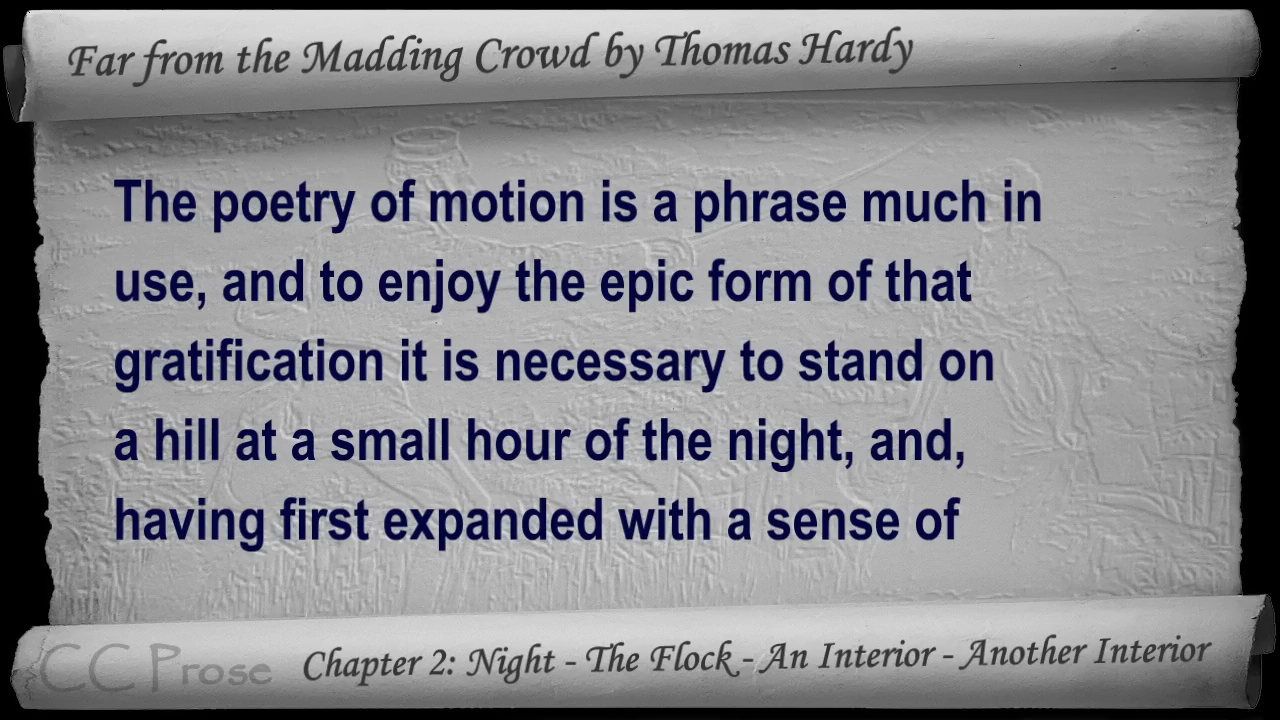 Far from the Madding Crowd by Thomas Hardy
The poetry of motion is a phrase much in
use, and to enjoy the epic form of that
gratification it is necessary to stand on
a hill at a small hour of the night, and,
having first expanded with a sense of
CC Prose
Chapter 2: Night - The Flock - An Interior - Another Interior